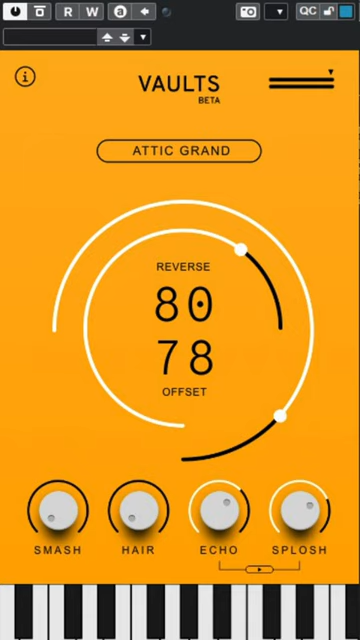 R W a QC
i
VAULTS
BETA
ATTIC GRAND
REVERSE
80
78
OFFSET
SMASH HAIR ECHO SPLOSH